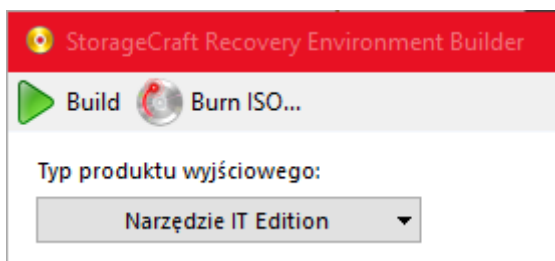 StorageCraft Recovery Environment Builder
Build Burn ISO...
Typ produktu wyjściowego:
Narzędzie IT Edition